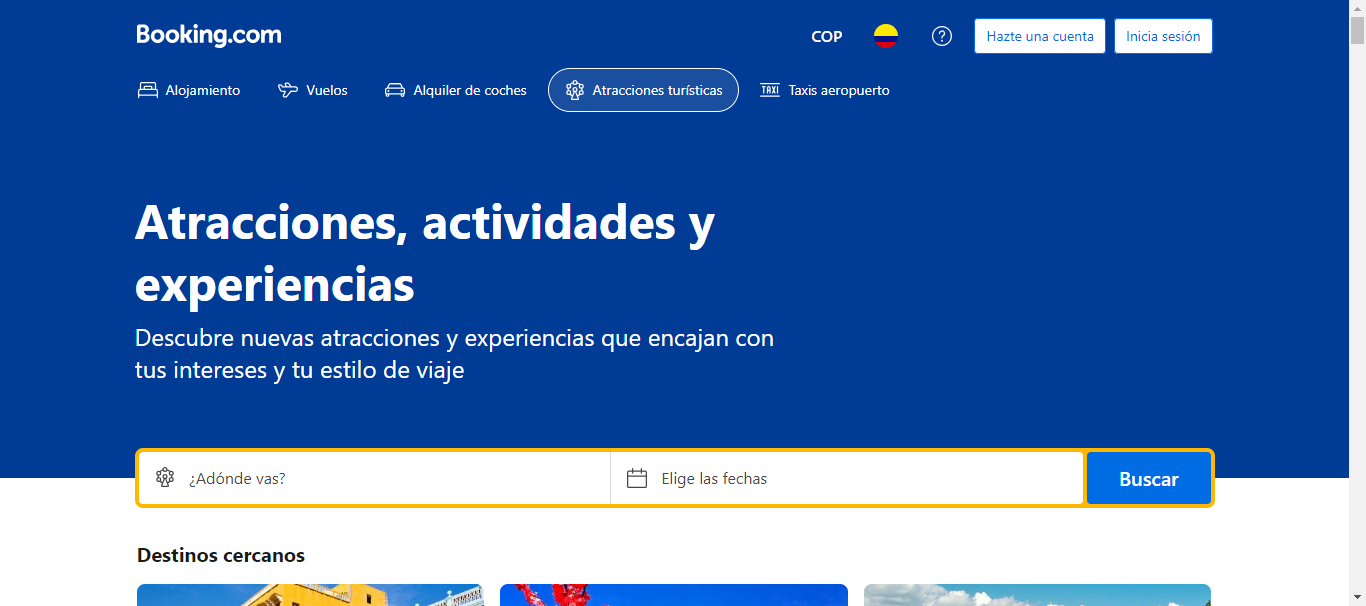 Booking.com
COP
Hazte una cuenta
Inicia sesión
Alojamiento
Vuelos
Alquiler de coches
Atracciones turísticas
TAXI
Taxis aeropuerto
Atracciones, actividades y
experiencias
Descubre nuevas atracciones y experiencias que encajan con
tus intereses y tu estilo de viaje
¿Adónde vas?
Elige las fechas
Buscar
Destinos cercanos